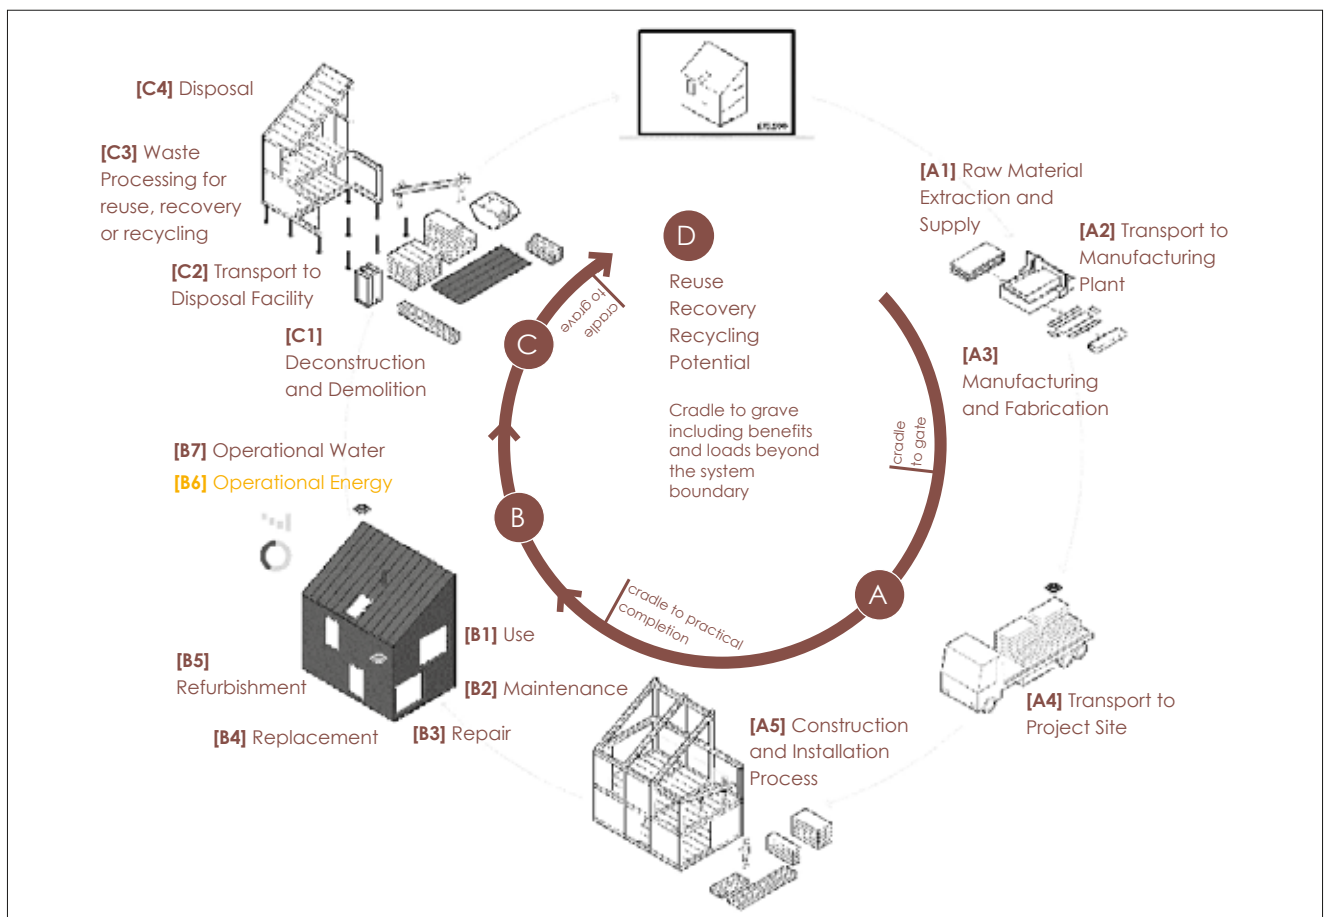 [C4] Disposal
[C3] Waste
Processing for
reuse, recovery
or recycling
[C2] Transport to
Disposal Facility
[C1]
Deconstruction
and Demolition
[A1] Raw Material
Extraction and
Supply
[A2] Transport to
Manufacturing
Plant
[A3]
Manufacturing
and Fabrication
D
Reuse
Recovery
Recycling
Potential
Cradle to grave
including benefits
and loads beyond
the system
boundary
cradle
to grave
C
cradle
to gate
B
A
cradle to practical
completion
[B7] Operational Water
[B6] Operational Energy
[B1] Use
[B2] Maintenance
[B3] Repair
[B4] Replacement
[B5]
Refurbishment
[A4] Transport to
Project Site
[A5] Construction
and Installation
Process